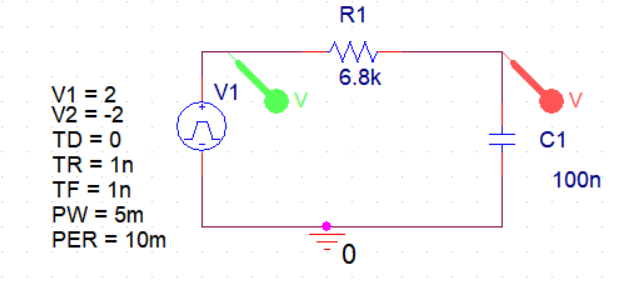 R1
6.8k
V1 = 2
V2 = -2
TD = 0
TR = 1n
TF = 1n
PW = 5m
PER = 10m
V1
+
-
V
V
C1
100n
0